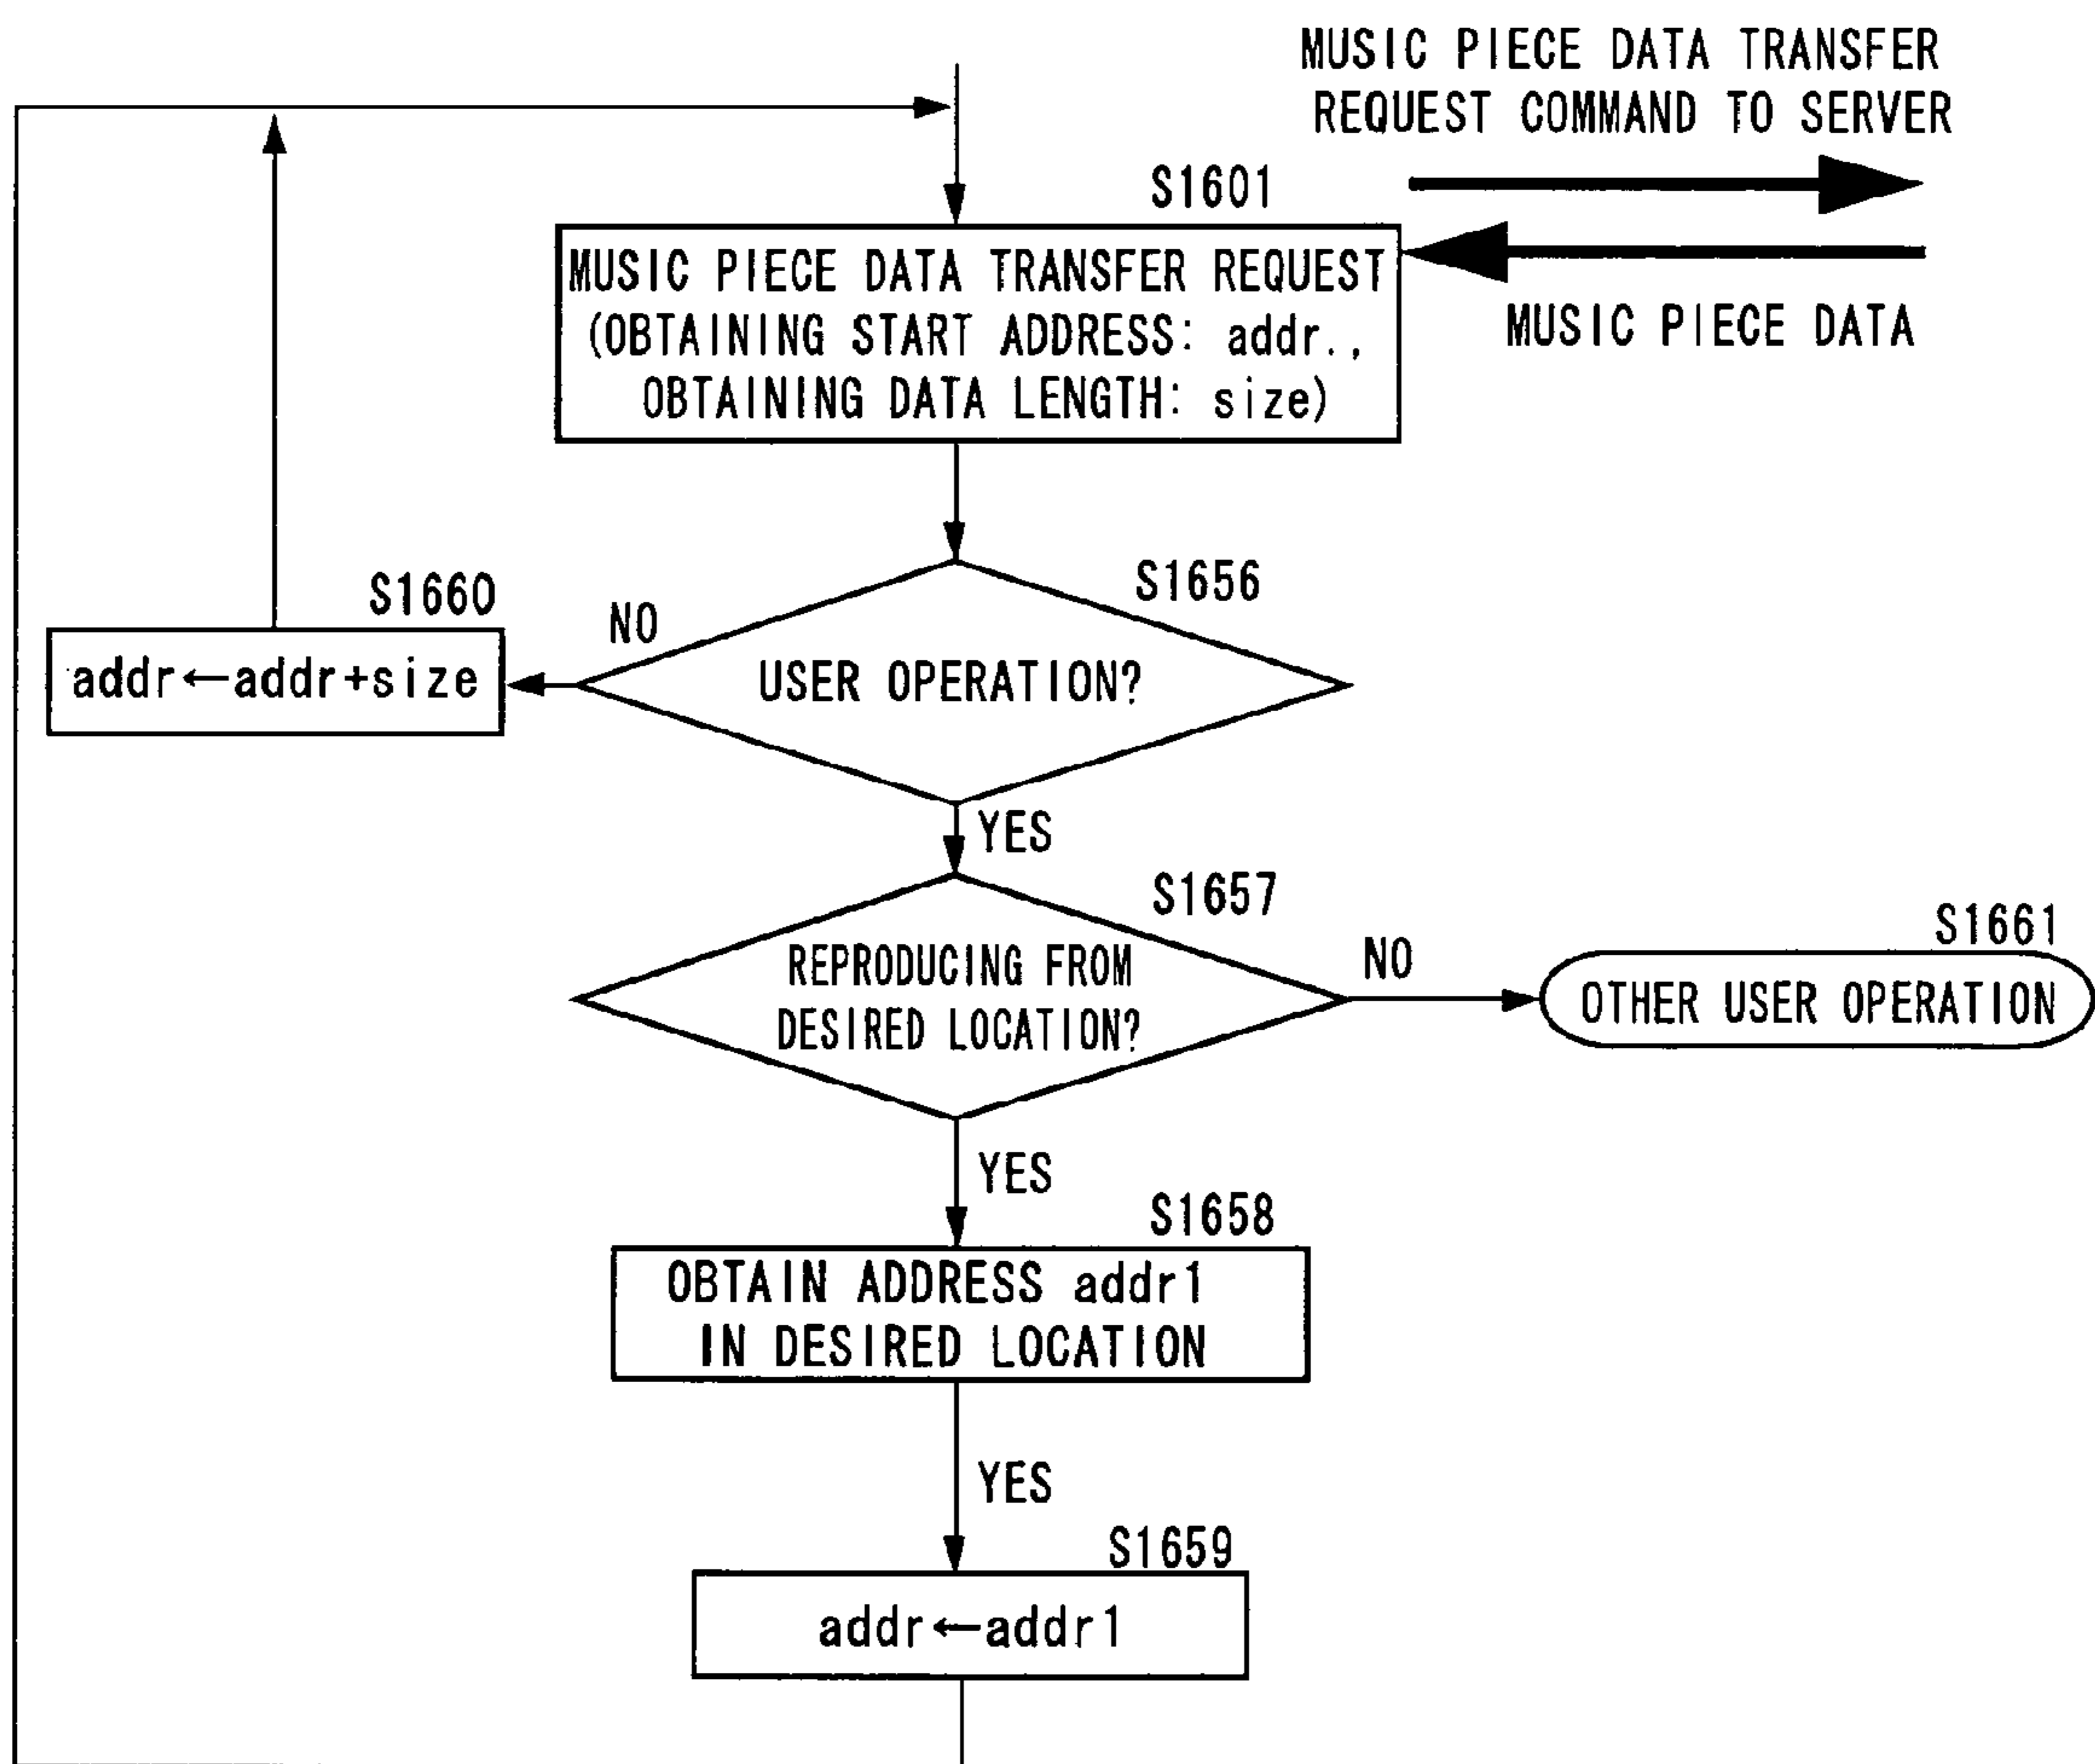 MUSIC PIECE DATA TRANSFER
REQUEST COMMAND TO SERVER
S1601
MUSIC PIECE DATA TRANSFER REQUEST
(OBTAINING START ADDRESS: addr.,
OBTAINING DATA LENGTH: size)
MUSIC PIECE DATA
S1656
S1660
NO
addr←addr+size
USER OPERATION?
YES
S1657
REPRODUCING FROM
DESIRED LOCATION?
NO
S1661
OTHER USER OPERATION
YES
S1658
OBTAIN ADDRESS addr1
IN DESIRED LOCATION
YES
S1659
addr←addr1